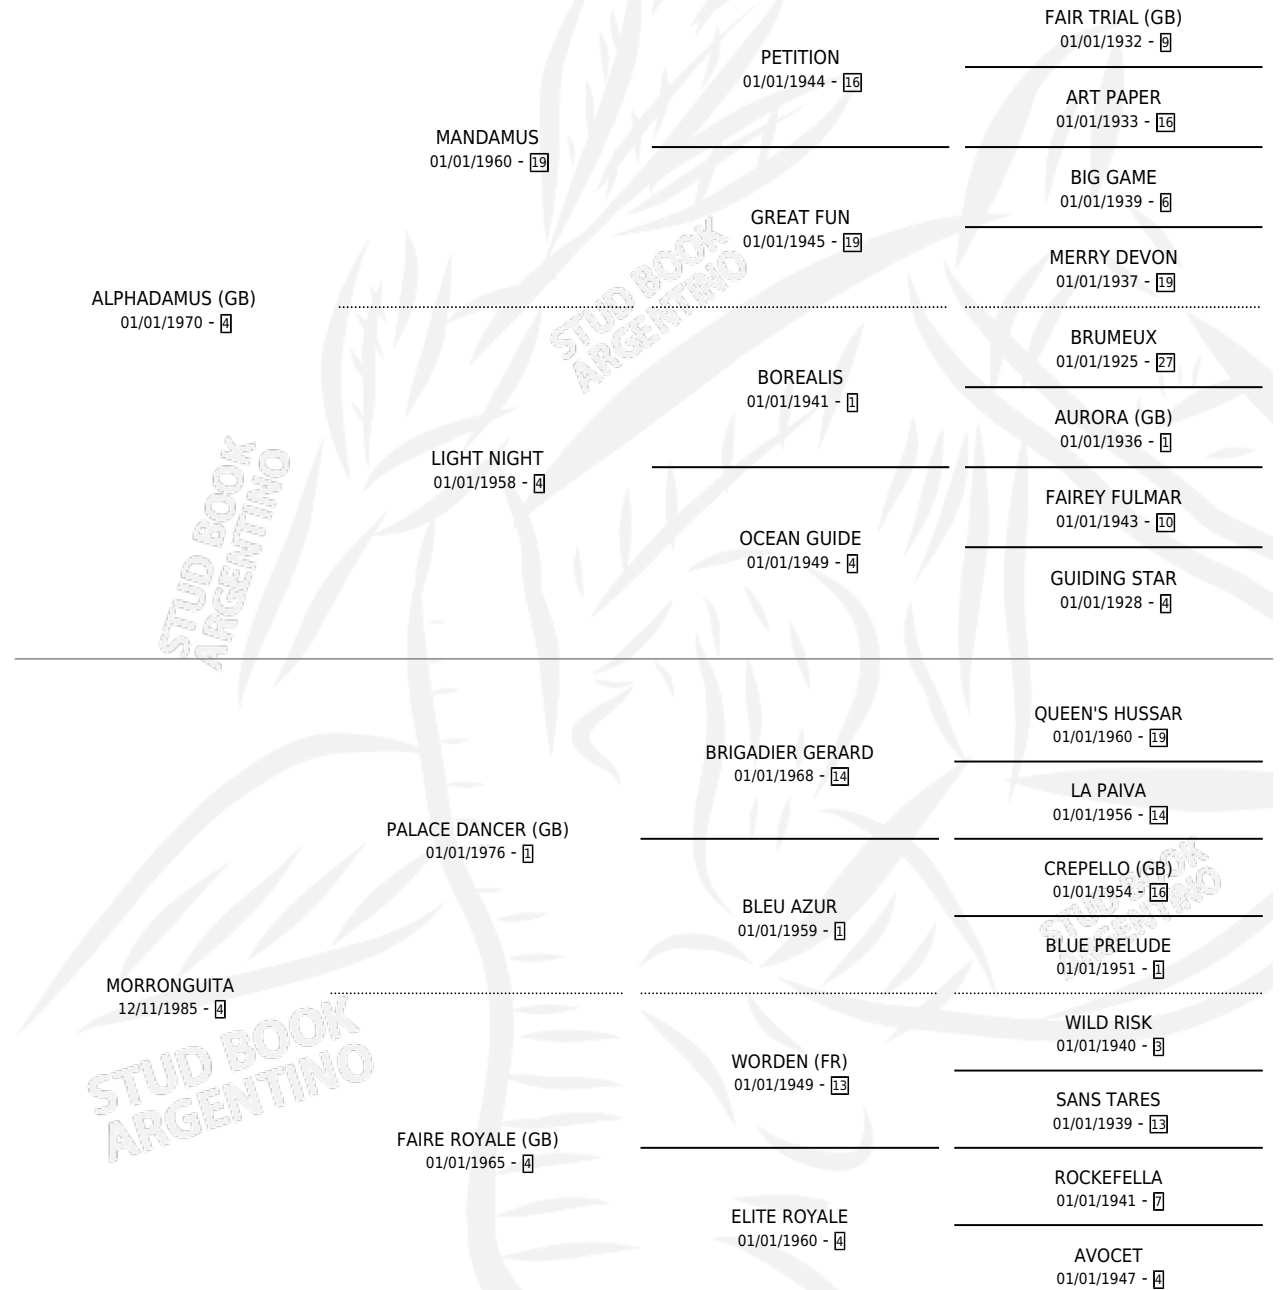 FAIR TRIAL (GB)
01/01/1932 - 9
PETITION
01/01/1944 - 16
ART PAPER
01/01/1933 - 16
MANDAMUS
01/01/1960 - 19
BIG GAME
01/01/1939 - 6
GREAT FUN
01/01/1945 - 19
MERRY DEVON
01/01/1937 - 19
ALPHADAMUS (GB)
01/01/1970 - 4
STUD BOOK
ARGENTINO
BRUMEUX
01/01/1925 - 27
BOREALIS
01/01/1941 - 1
AURORA (GB)
01/01/1936 - 1
LIGHT NIGHT
01/01/1958 - 4
FAIREY FULMAR
01/01/1943 - 10
OCEAN GUIDE
01/01/1949 - 4
GUIDING STAR
01/01/1928 - 4
STUD BOOK
ARGENTINO
QUEEN'S HUSSAR
01/01/1960 - 19
BRIGADIER GERARD
01/01/1968 - 14
LA PAIVA
01/01/1956 - 14
PALACE DANCER (GB)
01/01/1976 - 1
CREPELLO (GB)
01/01/1954 - 16
STUD BOOK
ARGENTINO
BLEU AZUR
01/01/1959 - 1
BLUE PRELUDE
01/01/1951 - 1
MORRONGUITA
12/11/1985 - 4
WILD RISK
01/01/1940 - 3
STUD BOOK
ARGENTINO
WORDEN (FR)
01/01/1949 - 13
SANS TARES
01/01/1939 - 13
FAIRE ROYALE (GB)
01/01/1965 - 4
ROCKEFELLA
01/01/1941 - 7
ELITE ROYALE
01/01/1960 - 4
AVOCET
01/01/1947 - 4